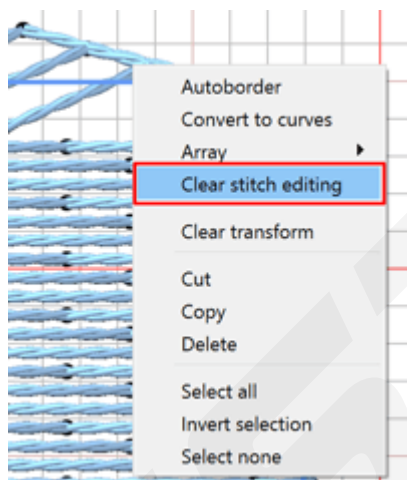 Autoborder
Convert to curves
Array
Clear stitch editing
Clear transform
Cut
Copy
Delete
Select all
Invert selection
Select none